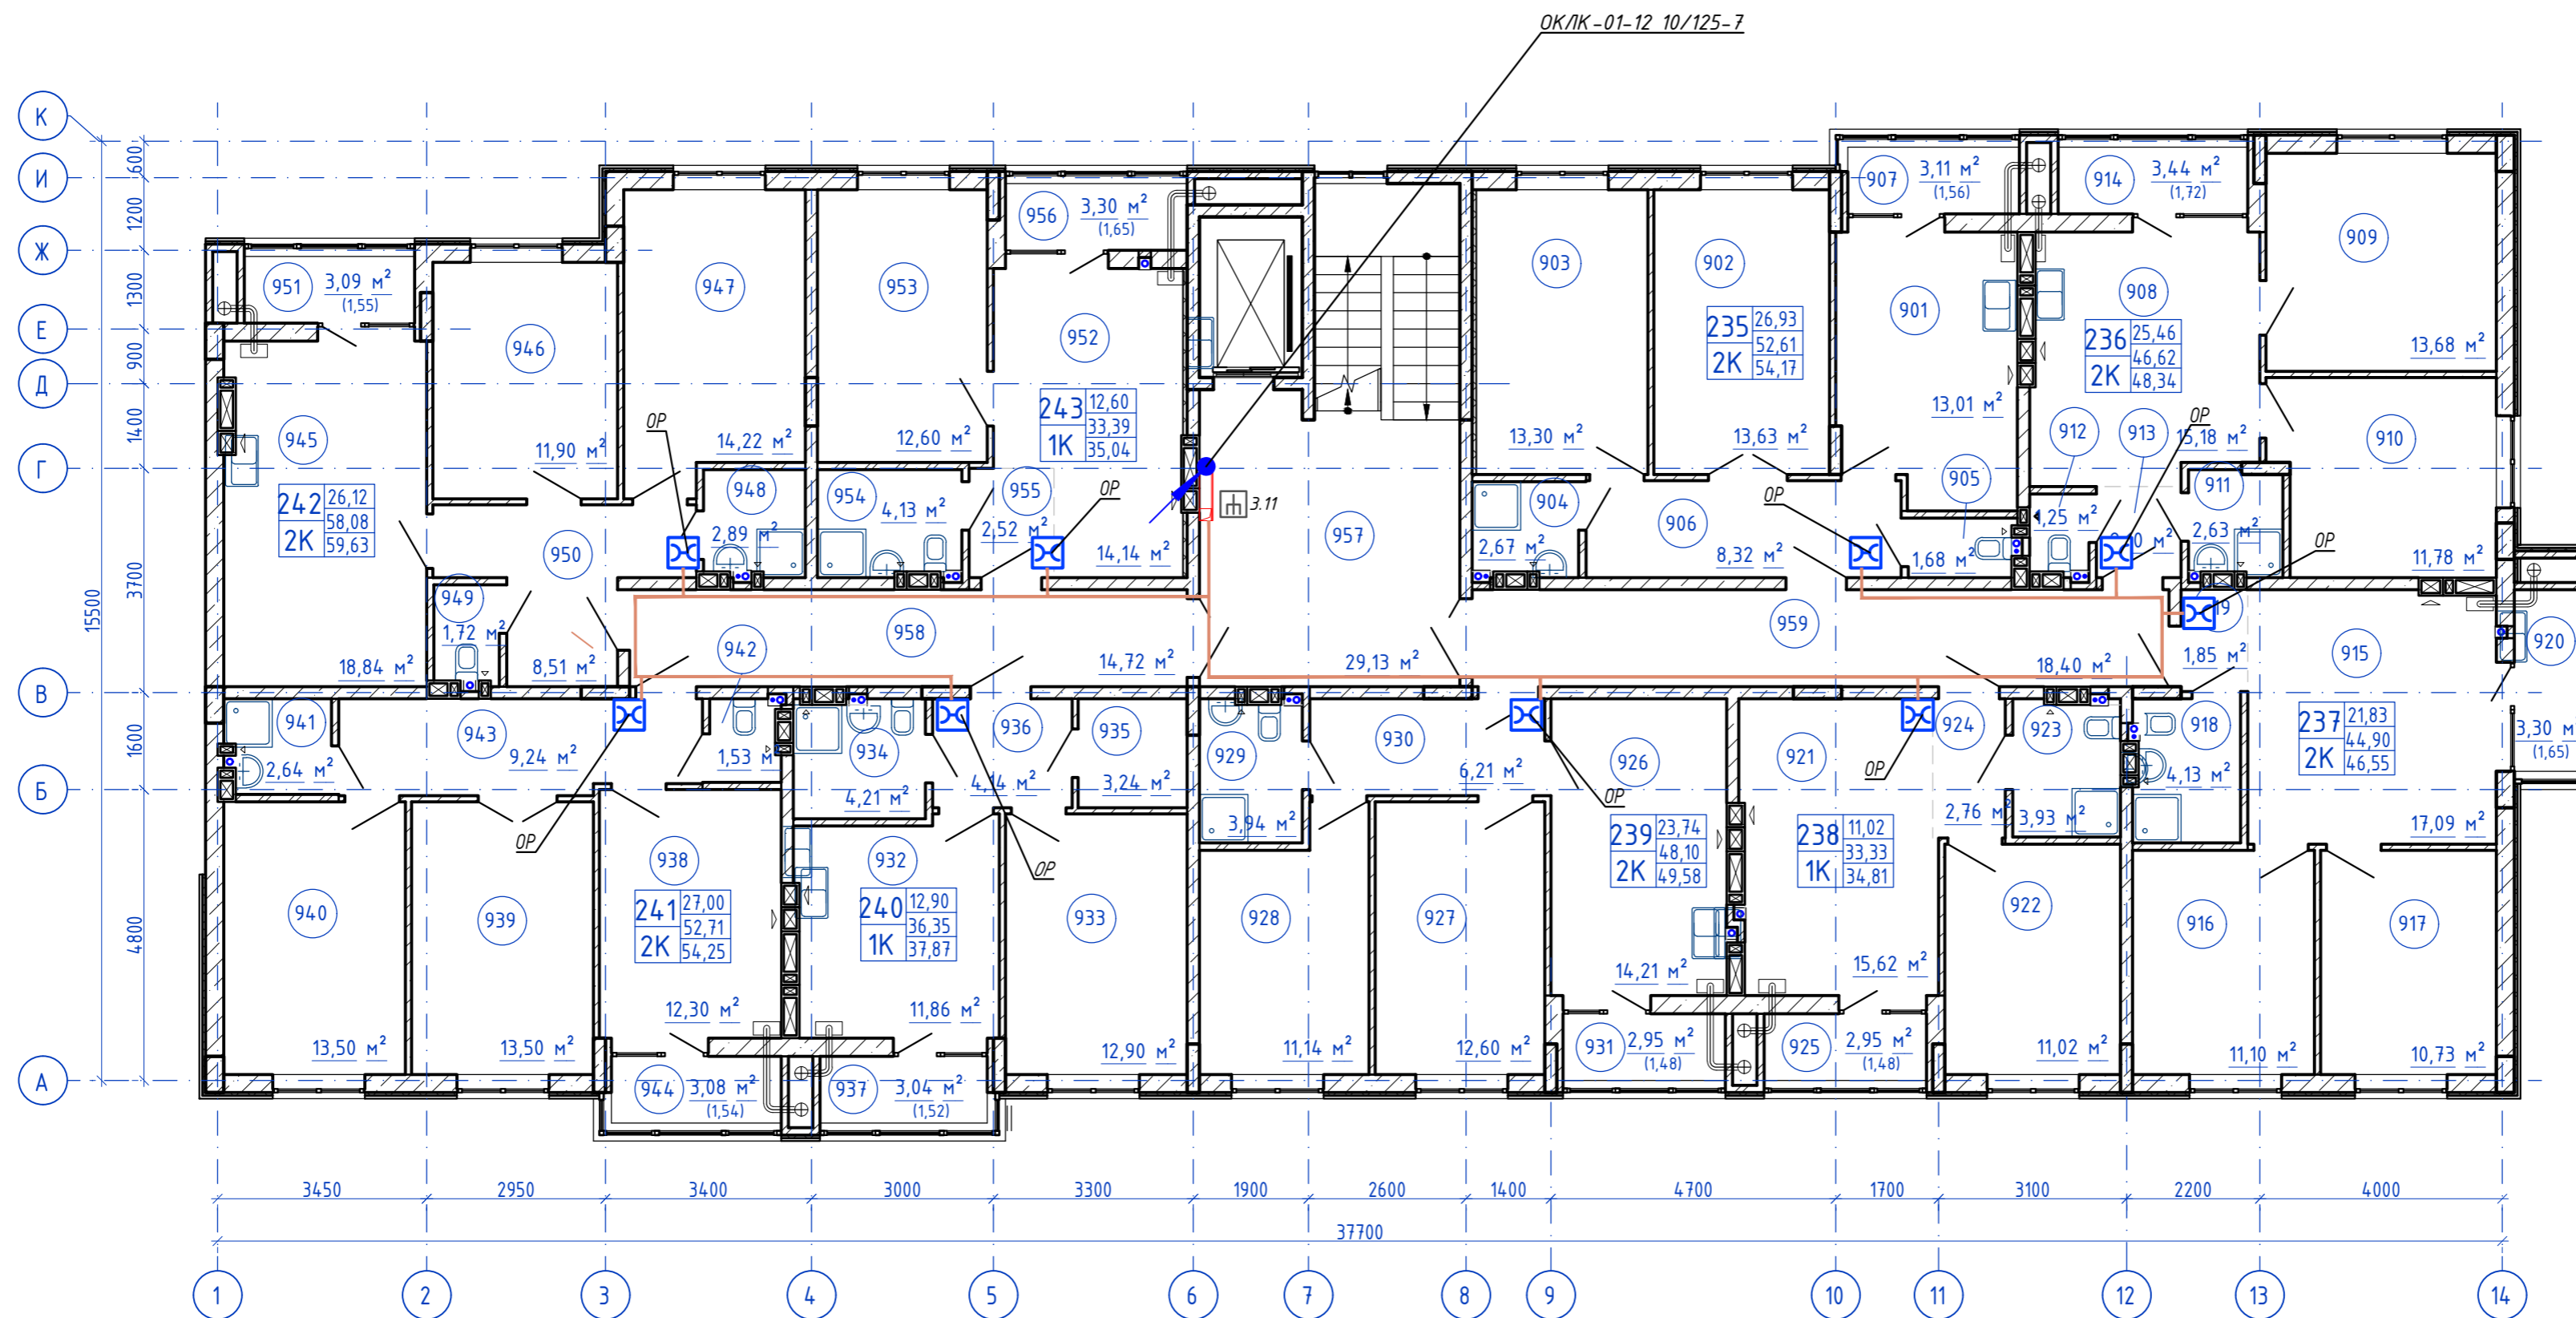 ОКЛК-01-12 10/125-7
К
И
Ж
Е
Д
Г
В
Б
А
600
1200
1300
900
1400
3700
1600
4800
15500
907
3,11 м²
(1,56)
914
3,44 м²
(1,72)
956
3,30 м²
(1,65)
951
3,09 м²
(1,55)
947
953
903
902
909
908
901
946
952
235 26,93
2К 52,61
54,17
236 25,46
2К 46,62
48,34
13,68 м²
243 12,60
1К 33,39
35,04
13,01 м²
ОР
945
11,90 м²
14,22 м²
12,60 м²
13,30 м²
13,63 м²
912
913
ОР
15,18 м²
910
242 26,12
2К 58,08
59,63
948
954
955
ОР
3.11
904
906
ОР
905
911
4,13 м²
2,52 м²
957
1,25 м²
2,63 м²
ОР
950
2,89 м²
14,14 м²
2,67 м²
8,32 м²
1,68 м²
11,78 м²
949
1,72 м²
18,84 м²
8,51 м²
942
958
14,72 м²
29,13 м²
959
18,40 м²
1,85 м²
915
920
941
943
2,64 м²
9,24 м²
1,53 м
934
936
935
929
930
924
923
918
237 21,83
2К 44,90
46,55
3,30 м
(1,65)
4,21 м²
4,14 м²
3,24 м²
6,21 м²
926
921
ОР
4,13 м²
ОР
ОР
ОР
3,94 м²
2,76 м²
3,93 м²
17,09 м²
938
932
239 23,74
2К 48,10
49,58
238 11,02
1К 33,33
34,81
940
939
241 27,00
2К 52,71
54,25
240 12,90
1К 36,35
37,87
933
928
927
922
916
917
12,30 м²
11,86 м²
14,21 м²
15,62 м²
13,50 м²
13,50 м²
12,90 м²
11,14 м²
12,60 м²
931
2,95 м²
(1,48)
925
2,95 м²
(1,48)
11,02 м²
11,10 м²
10,73 м²
944
3,08 м²
(1,54)
937
3,04 м²
(1,52)
3450
2950
3400
3000
3300
1900
2600
1400
4700
1700
3100
2200
4000
37700
1
2
3
4
5
6
7
8
9
10
11
12
13
14